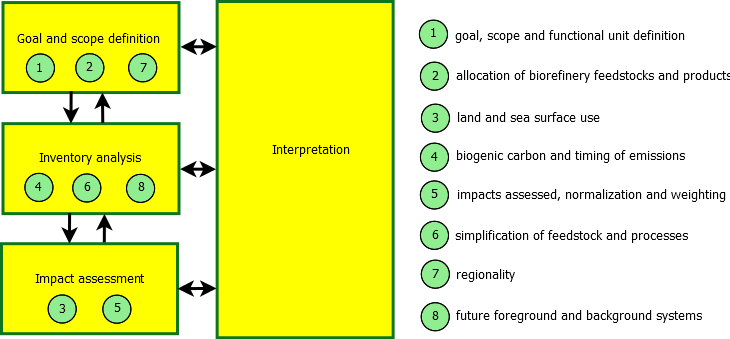 Goal and scope definition
1 2 7
Inventory analysis
4 6 8
Impact assessment
3 5
Interpretation
1 goal, scope and functional unit definition
2 allocation of biorefinery feedstocks and products
3 land and sea surface use
4 biogenic carbon and timing of emissions
5 impacts assessed, normalization and weighting
6 simplification of feedstock and processes
7 regionality
8 future foreground and background systems